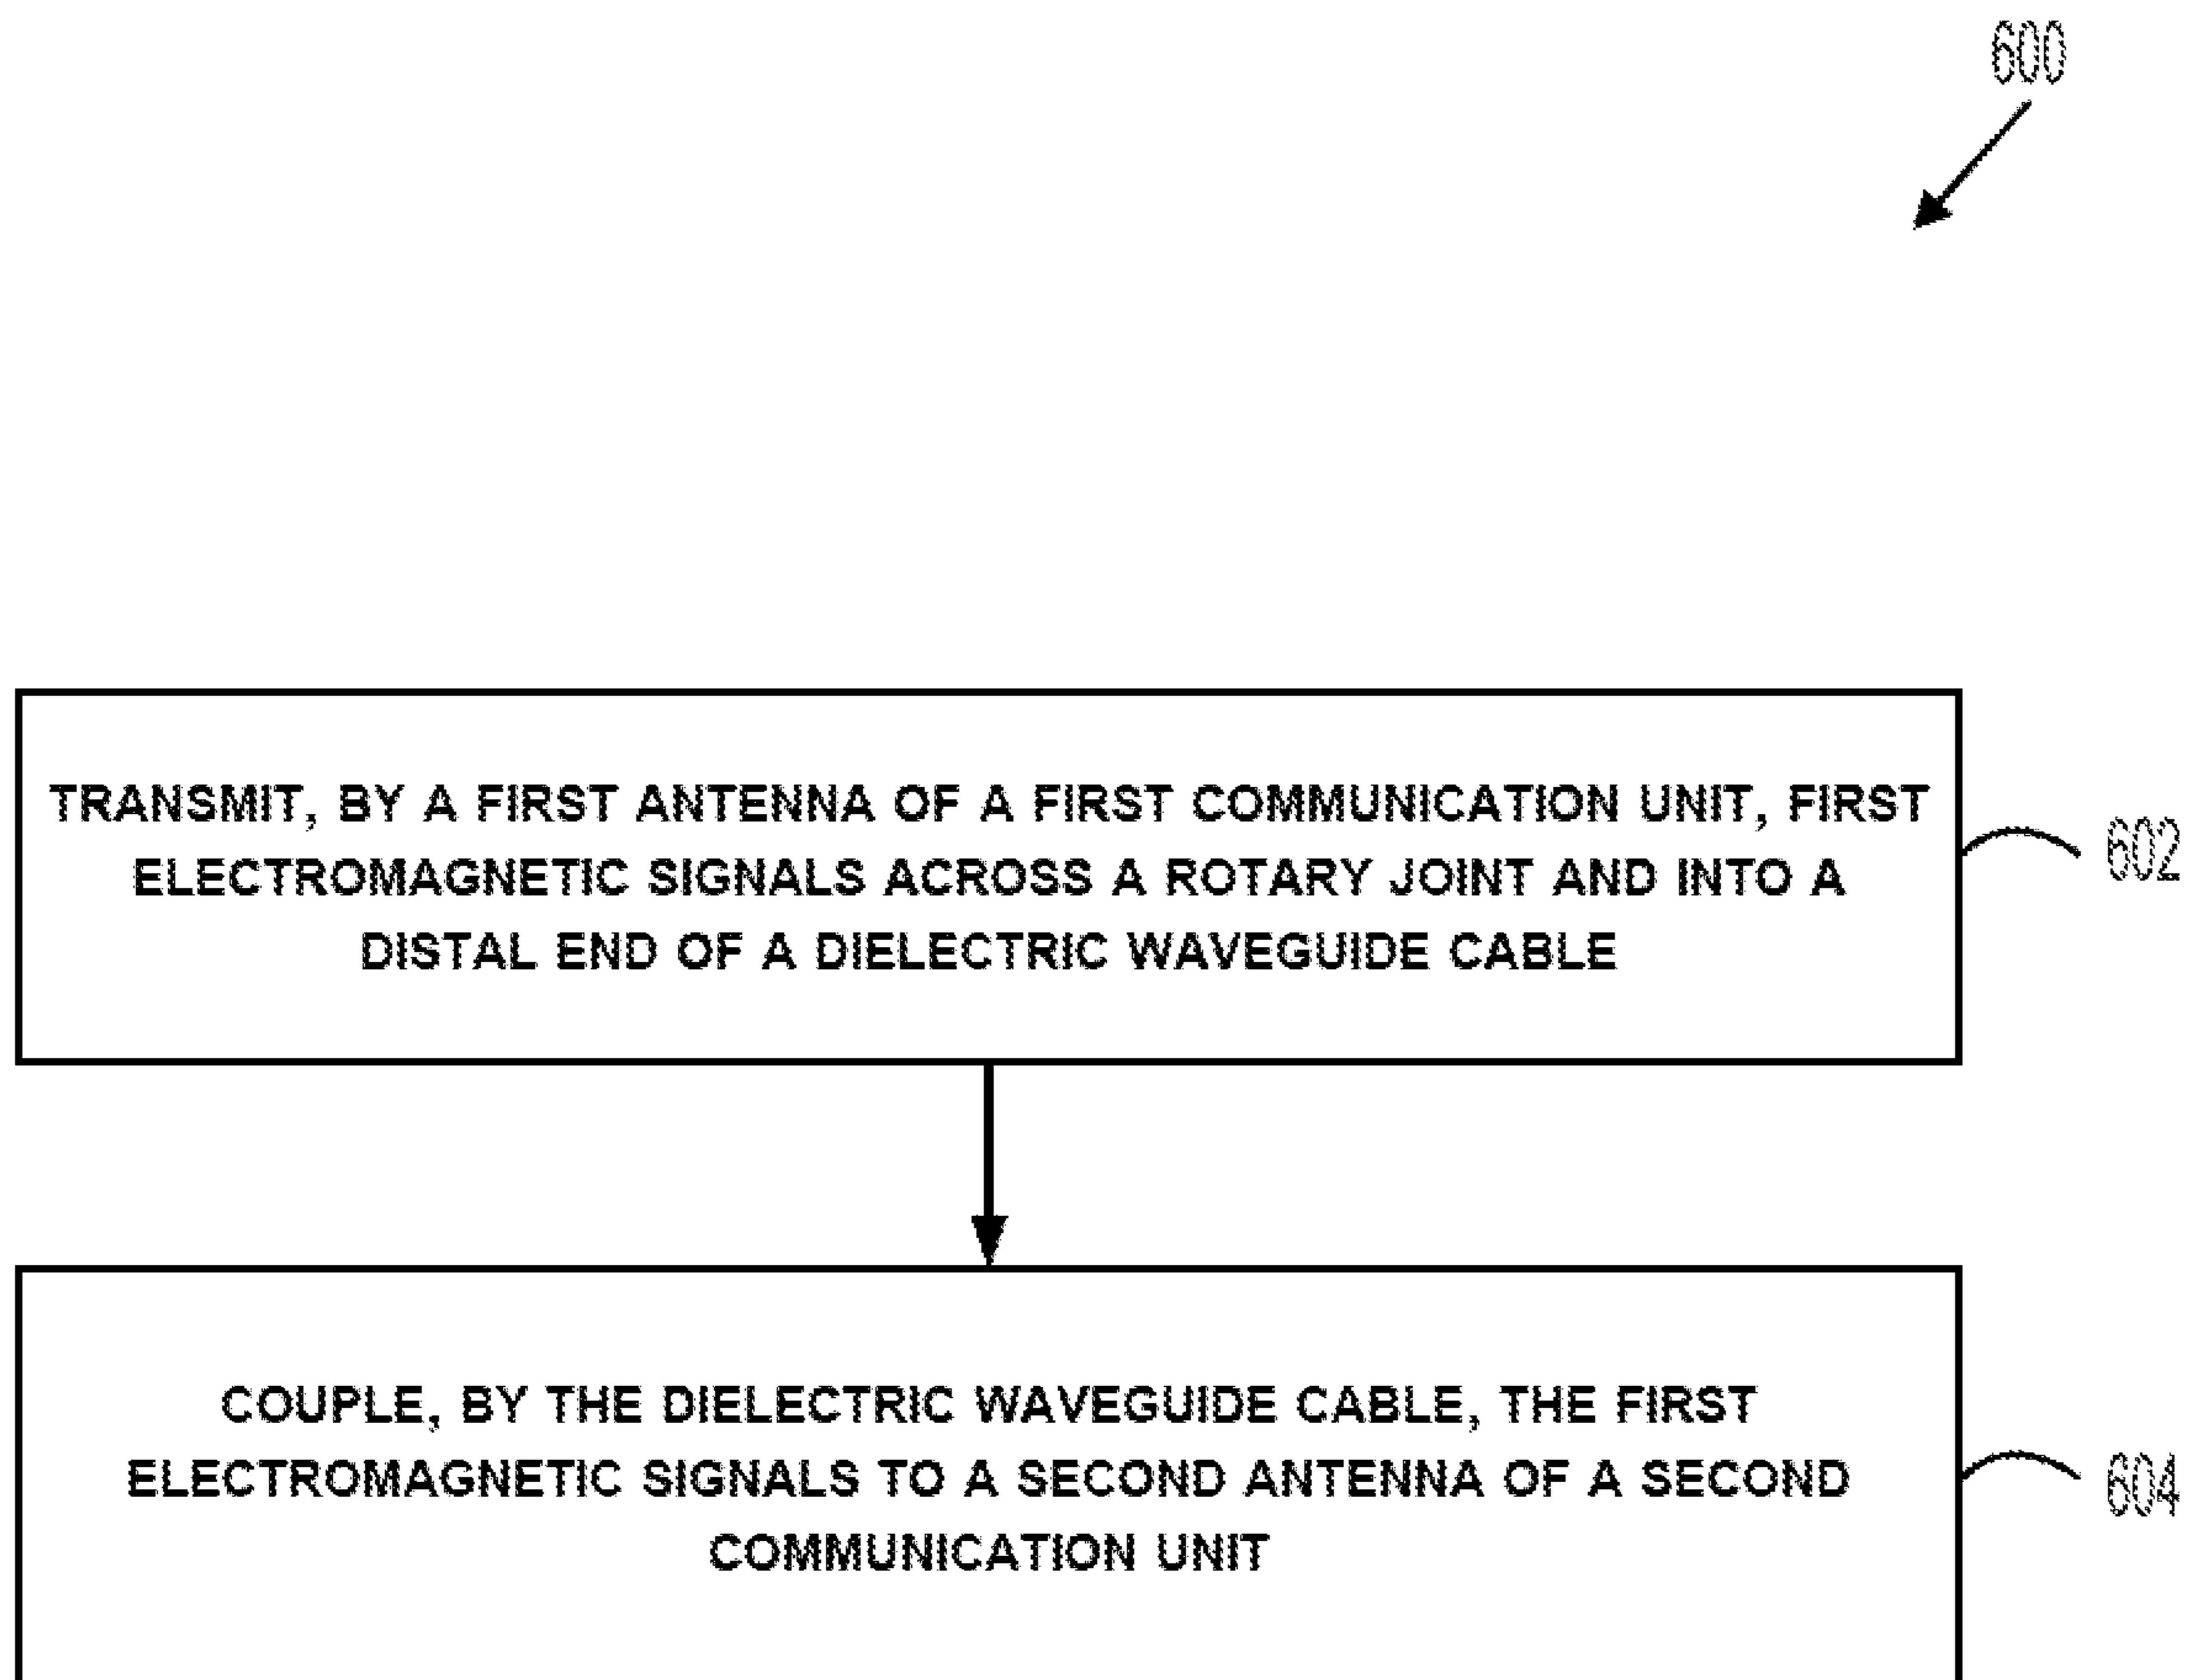 600
TRANSMIT, BY A FIRST ANTENNA OF A FIRST COMMUNICATION UNIT, FIRST
ELECTROMAGNETIC SIGNALS ACROSS A ROTARY JOINT AND INTO A
DISTAL END OF A DIELECTRIC WAVEGUIDE CABLE
602
COUPLE, BY THE DIELECTRIC WAVEGUIDE CABLE, THE FIRST
ELECTROMAGNETIC SIGNALS TO A SECOND ANTENNA OF A SECOND
COMMUNICATION UNIT
604